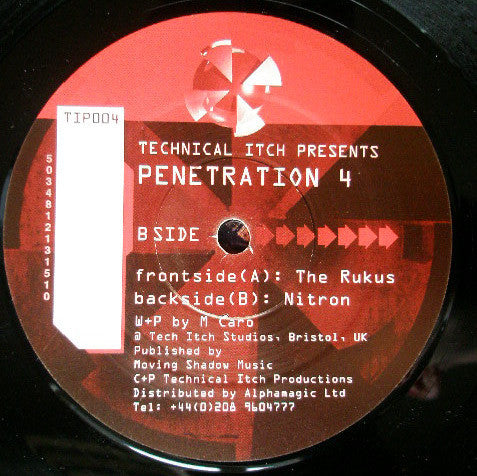 TIP004
5034812131510
TECHNICAL ITCH PRESENTS
PENETRATION 4
B SIDE
frontside(A): The Rukus
backside(B): Nitron
W+P by M Caro
@ Tech Itch Studios, Bristol, UK
Published by
Moving Shadow Music
C+P Technical Itch Productions
Distributed by Alphamagic Ltd
Tel: +44(0)208 9604777